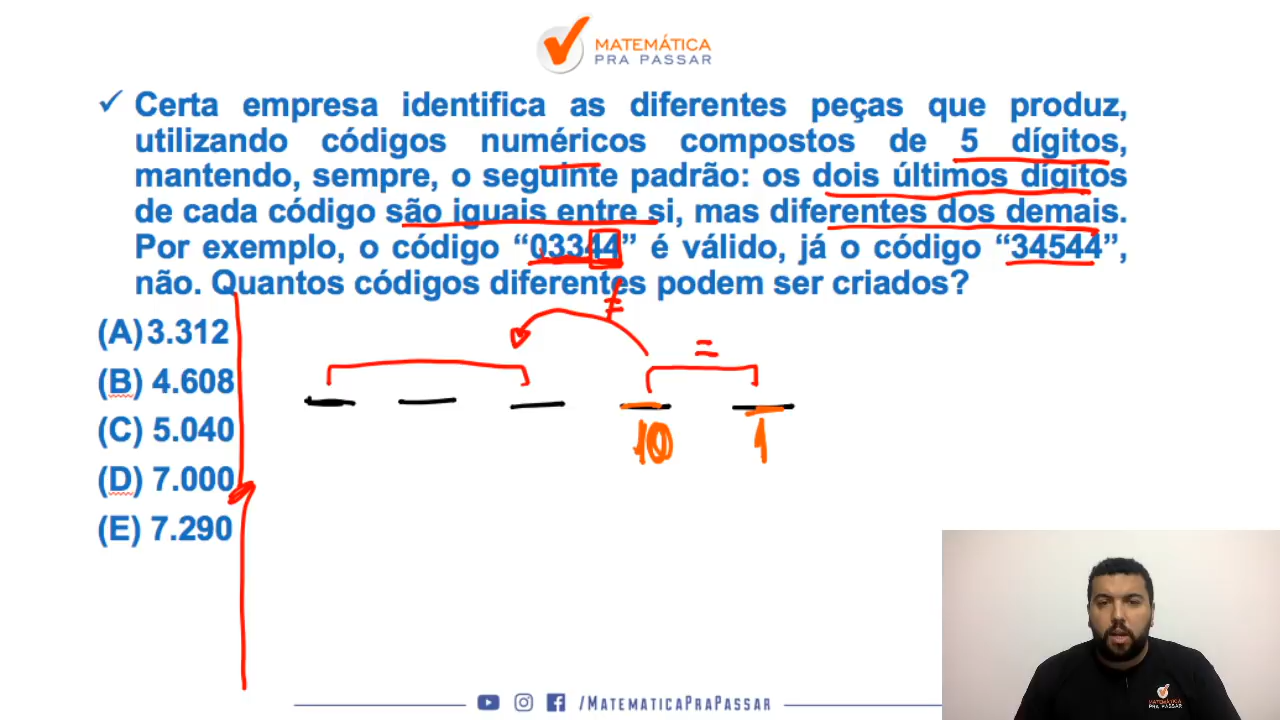 MATEMÁTICA
PRA PASSAR
✓ Certa empresa identifica as diferentes peças que produz,
utilizando códigos numéricos compostos de 5 dígitos,
mantendo, sempre, o seguinte padrão: os dois últimos dígitos
de cada código são iguais entre si, mas diferentes dos demais.
Por exemplo, o código “03344” é válido, já o código “34544”,
não. Quantos códigos diferentes podem ser criados?
(A) 3.312
(B) 4.608
(C) 5.040
(D) 7.000
(E) 7.290
≠
=
10 1
MATEMÁTICA
PRA PASSAR
/MATEMATICAPRAPASSAR